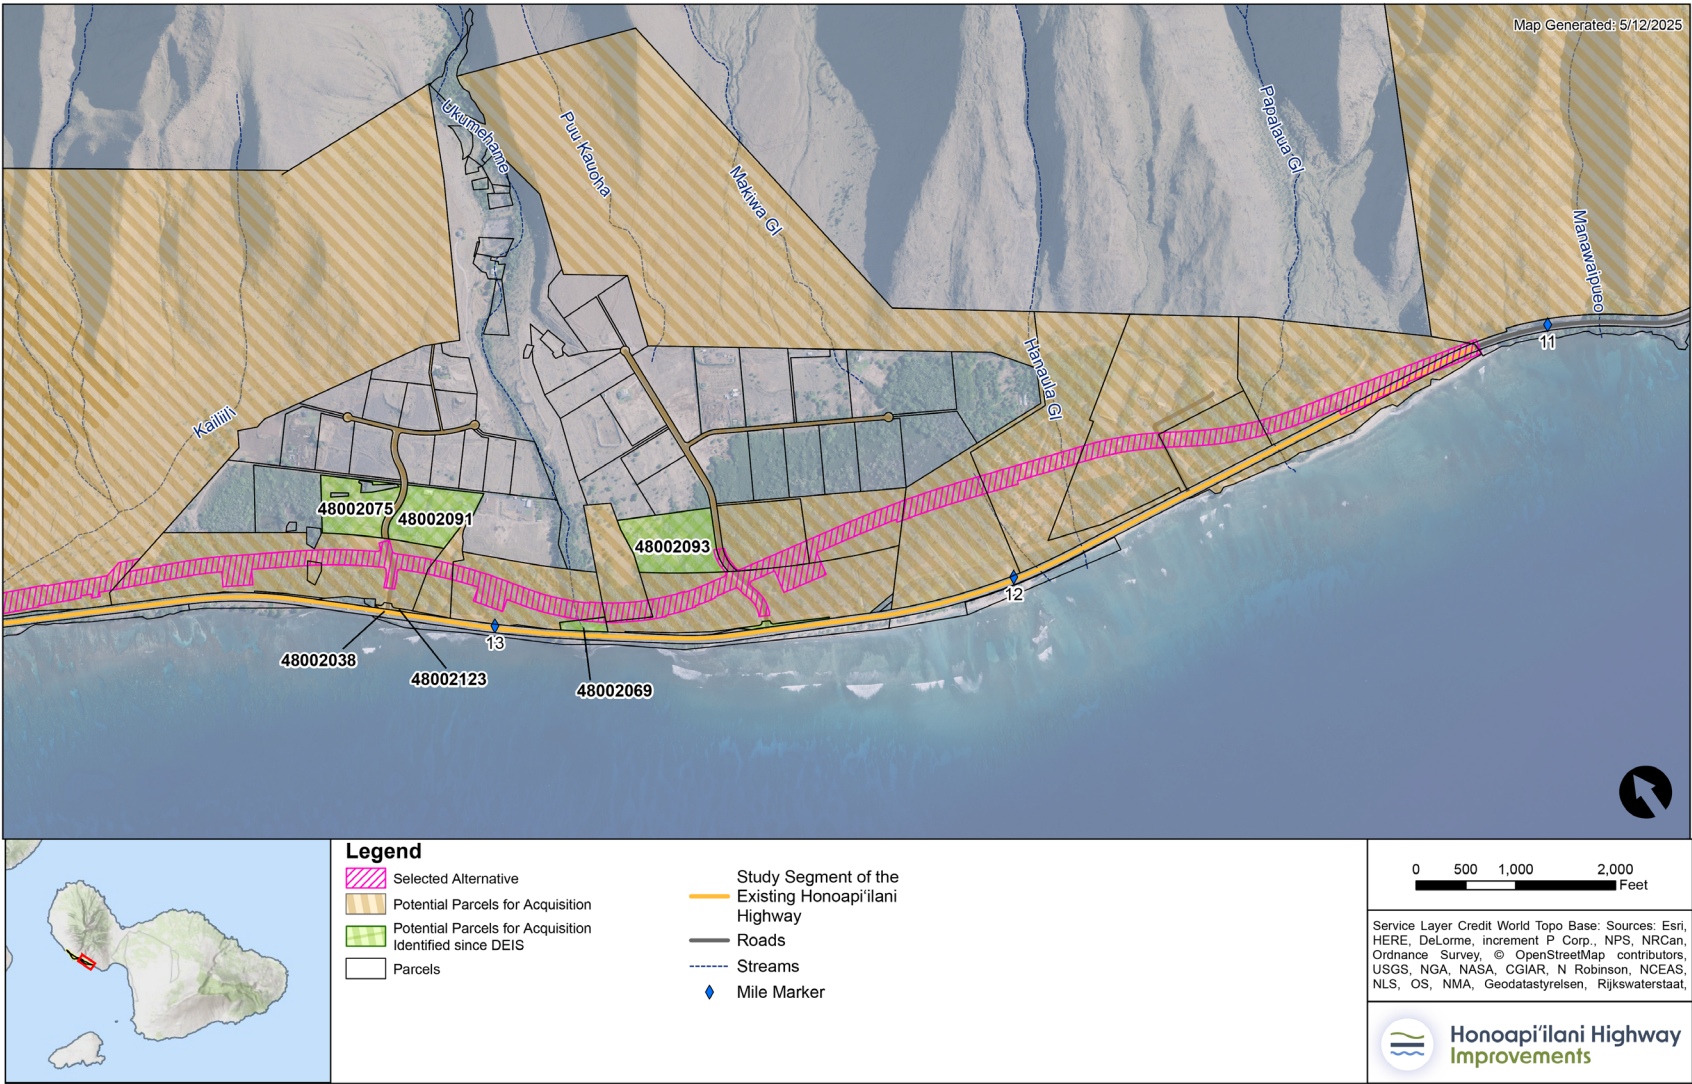 Map Generated: 5/12/2025
Ukumehame
Puu Kauoha
Makiwa Gl
Papalaua Gl
Manawaipueo
Hanaula Gl
Kailiili
11
12
13
48002075
48002091
48002093
48002038
48002123
48002069
Legend
Selected Alternative
Potential Parcels for Acquisition
Potential Parcels for Acquisition
Identified since DEIS
Parcels
Study Segment of the
Existing Honoapiʻilani
Highway
Roads
Streams
Mile Marker
0 500 1,000 2,000
Feet
Service Layer Credit World Topo Base: Sources: Esri,
HERE, DeLorme, increment P Corp., NPS, NRCan,
Ordnance Survey, © OpenStreetMap contributors,
USGS, NGA, NASA, CGIAR, N Robinson, NCEAS,
NLS, OS, NMA, Geodatastyrelsen, Rijkswaterstaat,
Honoapiʻilani Highway
Improvements